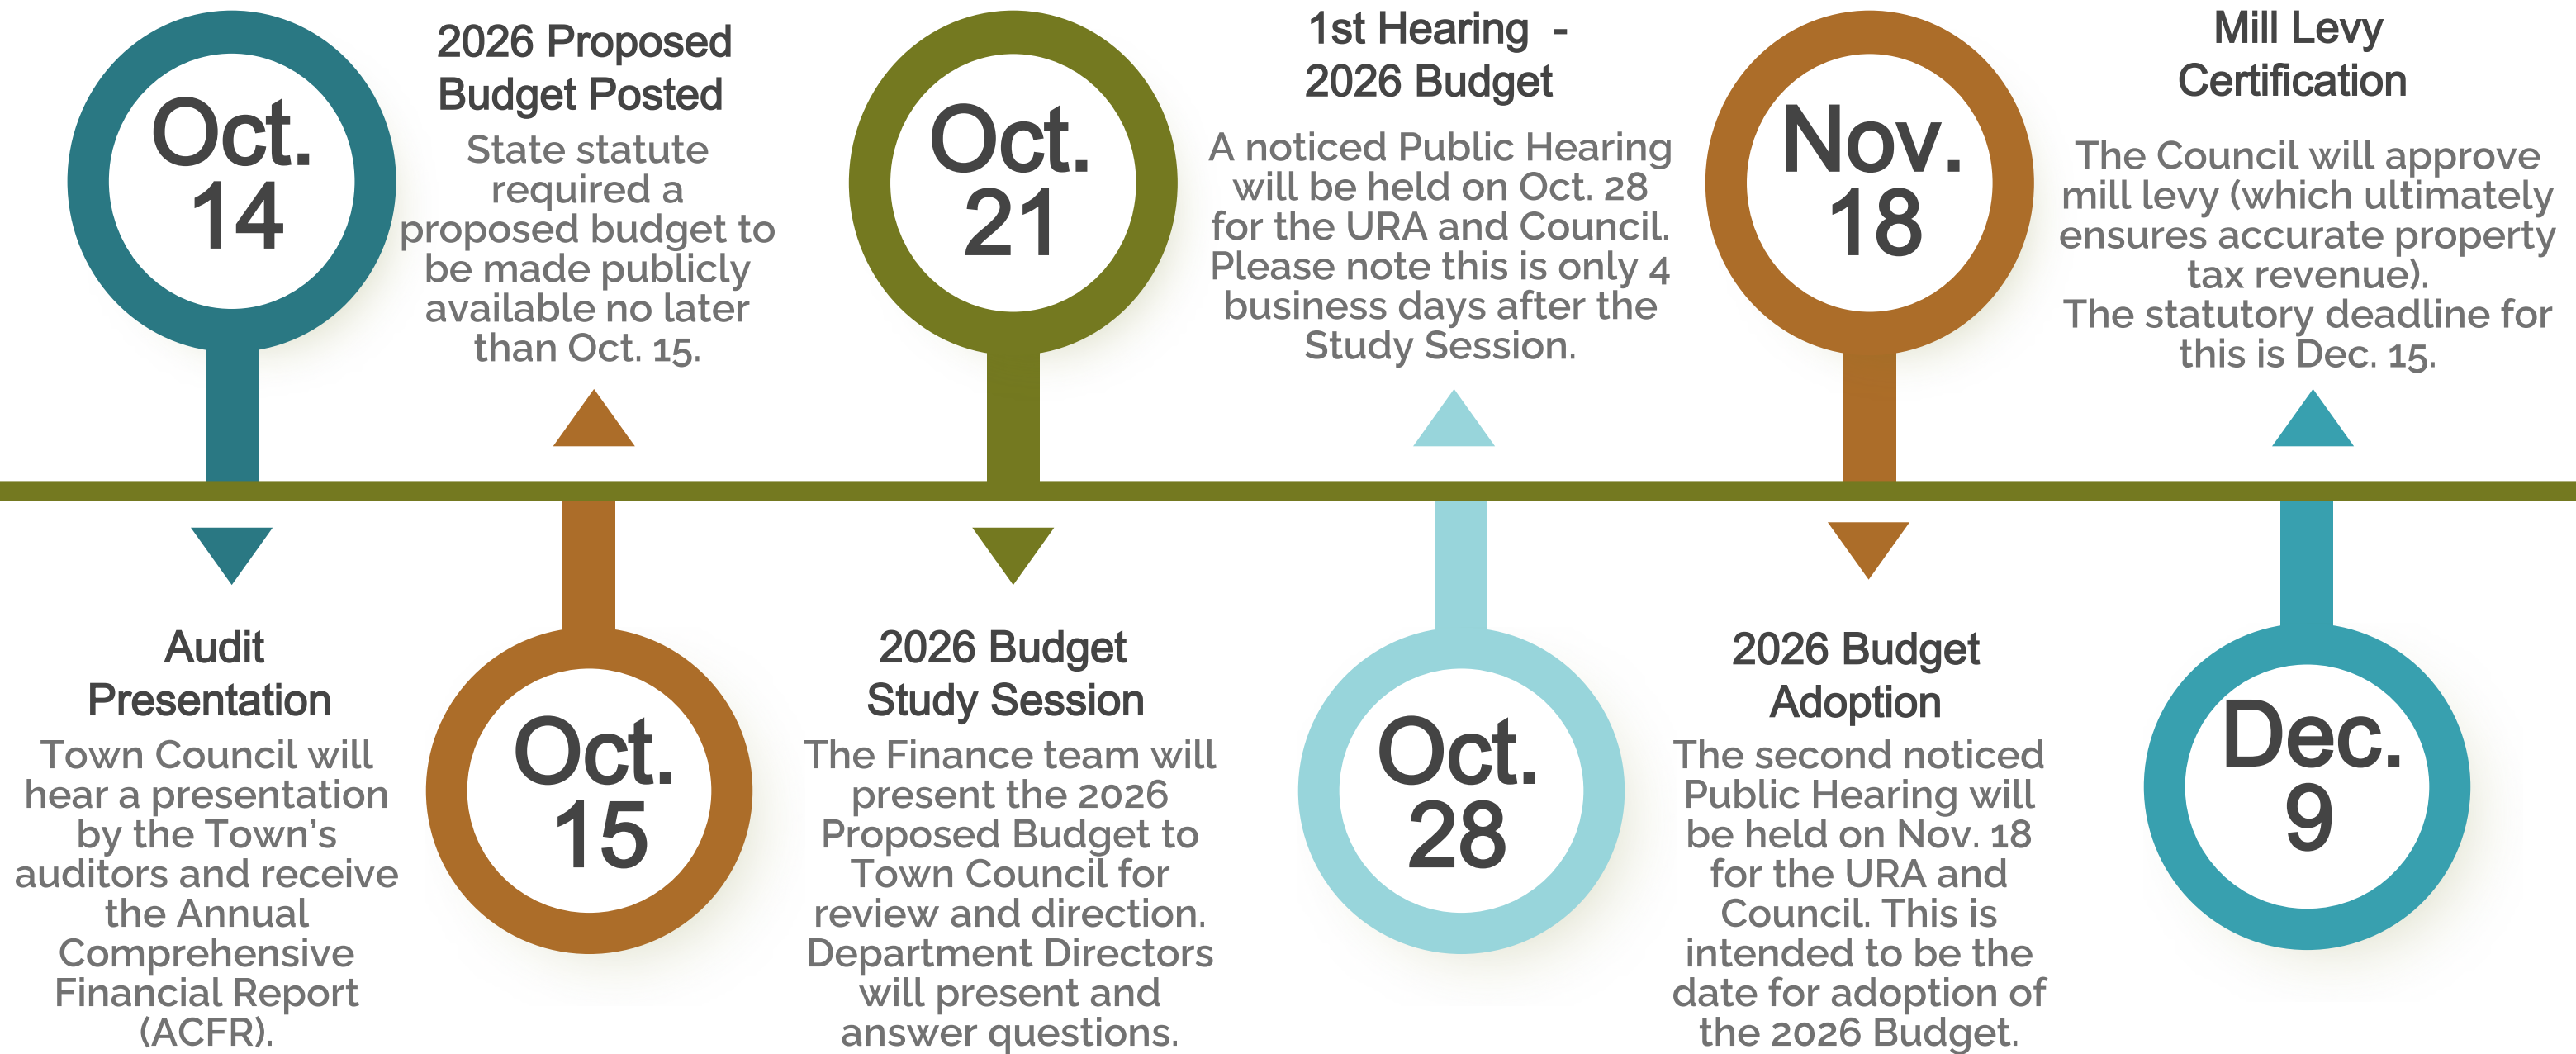 Oct.
14
Audit
Presentation
Town Council will
hear a presentation
by the Town’s
auditors and receive
the Annual
Comprehensive
Financial Report
(ACFR).
2026 Proposed
Budget Posted
State statute
required a
proposed budget to
be made publicly
available no later
than Oct. 15.
Oct.
15
Oct.
21
2026 Budget
Study Session
The Finance team will
present the 2026
Proposed Budget to
Town Council for
review and direction.
Department Directors
will present and
answer questions.
1st Hearing -
2026 Budget
A noticed Public Hearing
will be held on Oct. 28
for the URA and Council.
Please note this is only 4
business days after the
Study Session.
Oct.
28
Nov.
18
2026 Budget
Adoption
The second noticed
Public Hearing will
be held on Nov. 18
for the URA and
Council. This is
intended to be the
date for adoption of
the 2026 Budget.
Mill Levy
Certification
The Council will approve
mill levy (which ultimately
ensures accurate property
tax revenue).
The statutory deadline for
this is Dec. 15.
Dec.
9